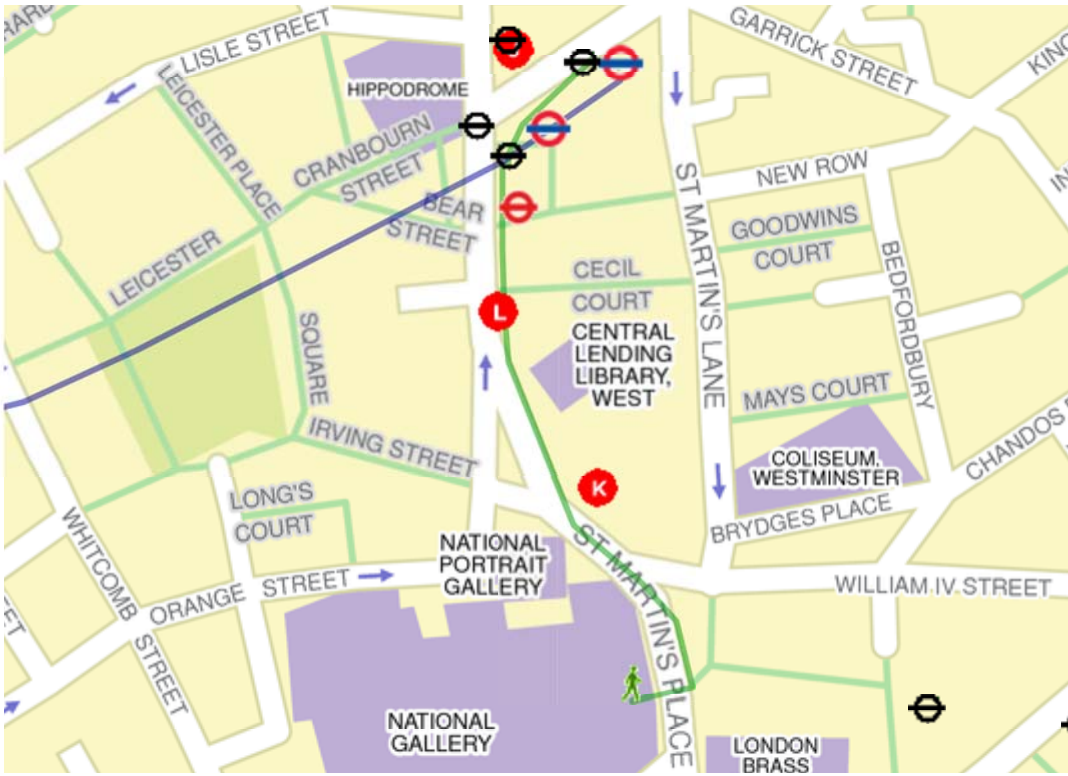 LISLE STREET
GARRICK STREET
HIPPODROME
LEICESTER PLACE
CRANBOURN
STREET
BEAR
STREET
NEW ROW
ST MARTIN'S LANE
GOODWINS
COURT
LEICESTER
SQUARE
CECIL
COURT
L
CENTRAL
LENDING
LIBRARY,
WEST
BEDFORDBURY
MAYS COURT
IRVING STREET
COLISEUM,
WESTMINSTER
CHANDOS
K
LONG'S
COURT
BRYDGES PLACE
WHITCOMB STREET
ORANGE STREET
NATIONAL
PORTRAIT
GALLERY
ST MARTIN'S PLACE
WILLIAM IV STREET
NATIONAL
GALLERY
LONDON
BRASS